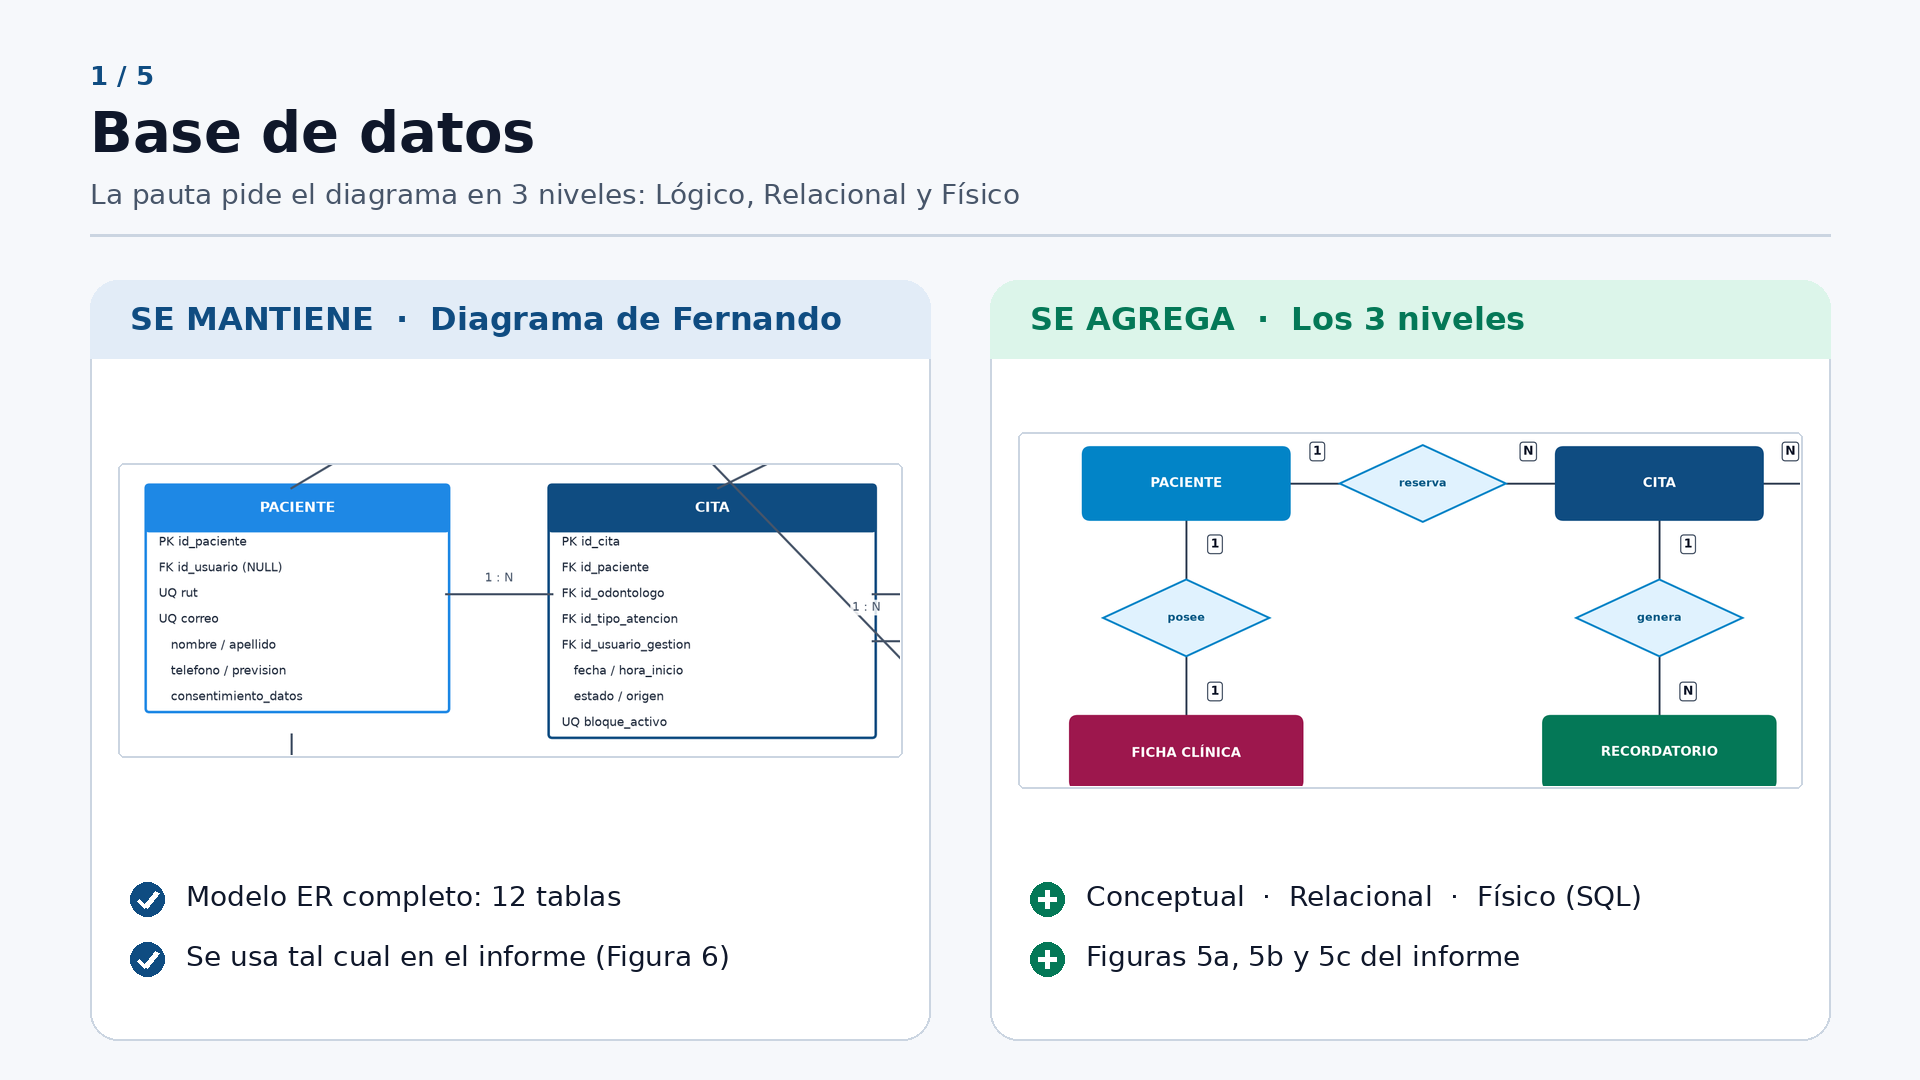 1 / 5
Base de datos
La pauta pide el diagrama en 3 niveles: Lógico, Relacional y Físico
SE MANTIENE · Diagrama de Fernando
PACIENTE
PK id_paciente
FK id_usuario (NULL)
UQ rut
UQ correo
nombre / apellido
telefono / prevision
consentimiento_datos
1 : N
CITA
PK id_cita
FK id_paciente
FK id_odontologo
FK id_tipo_atencion
FK id_usuario_gestion
fecha / hora_inicio
estado / origen
UQ bloque_activo
1 : N
Modelo ER completo: 12 tablas
Se usa tal cual en el informe (Figura 6)
SE AGREGA · Los 3 niveles
PACIENTE
1
reserva
N
CITA
N
1
1
posee
genera
1
N
FICHA CLÍNICA
RECORDATORIO
Conceptual · Relacional · Físico (SQL)
Figuras 5a, 5b y 5c del informe